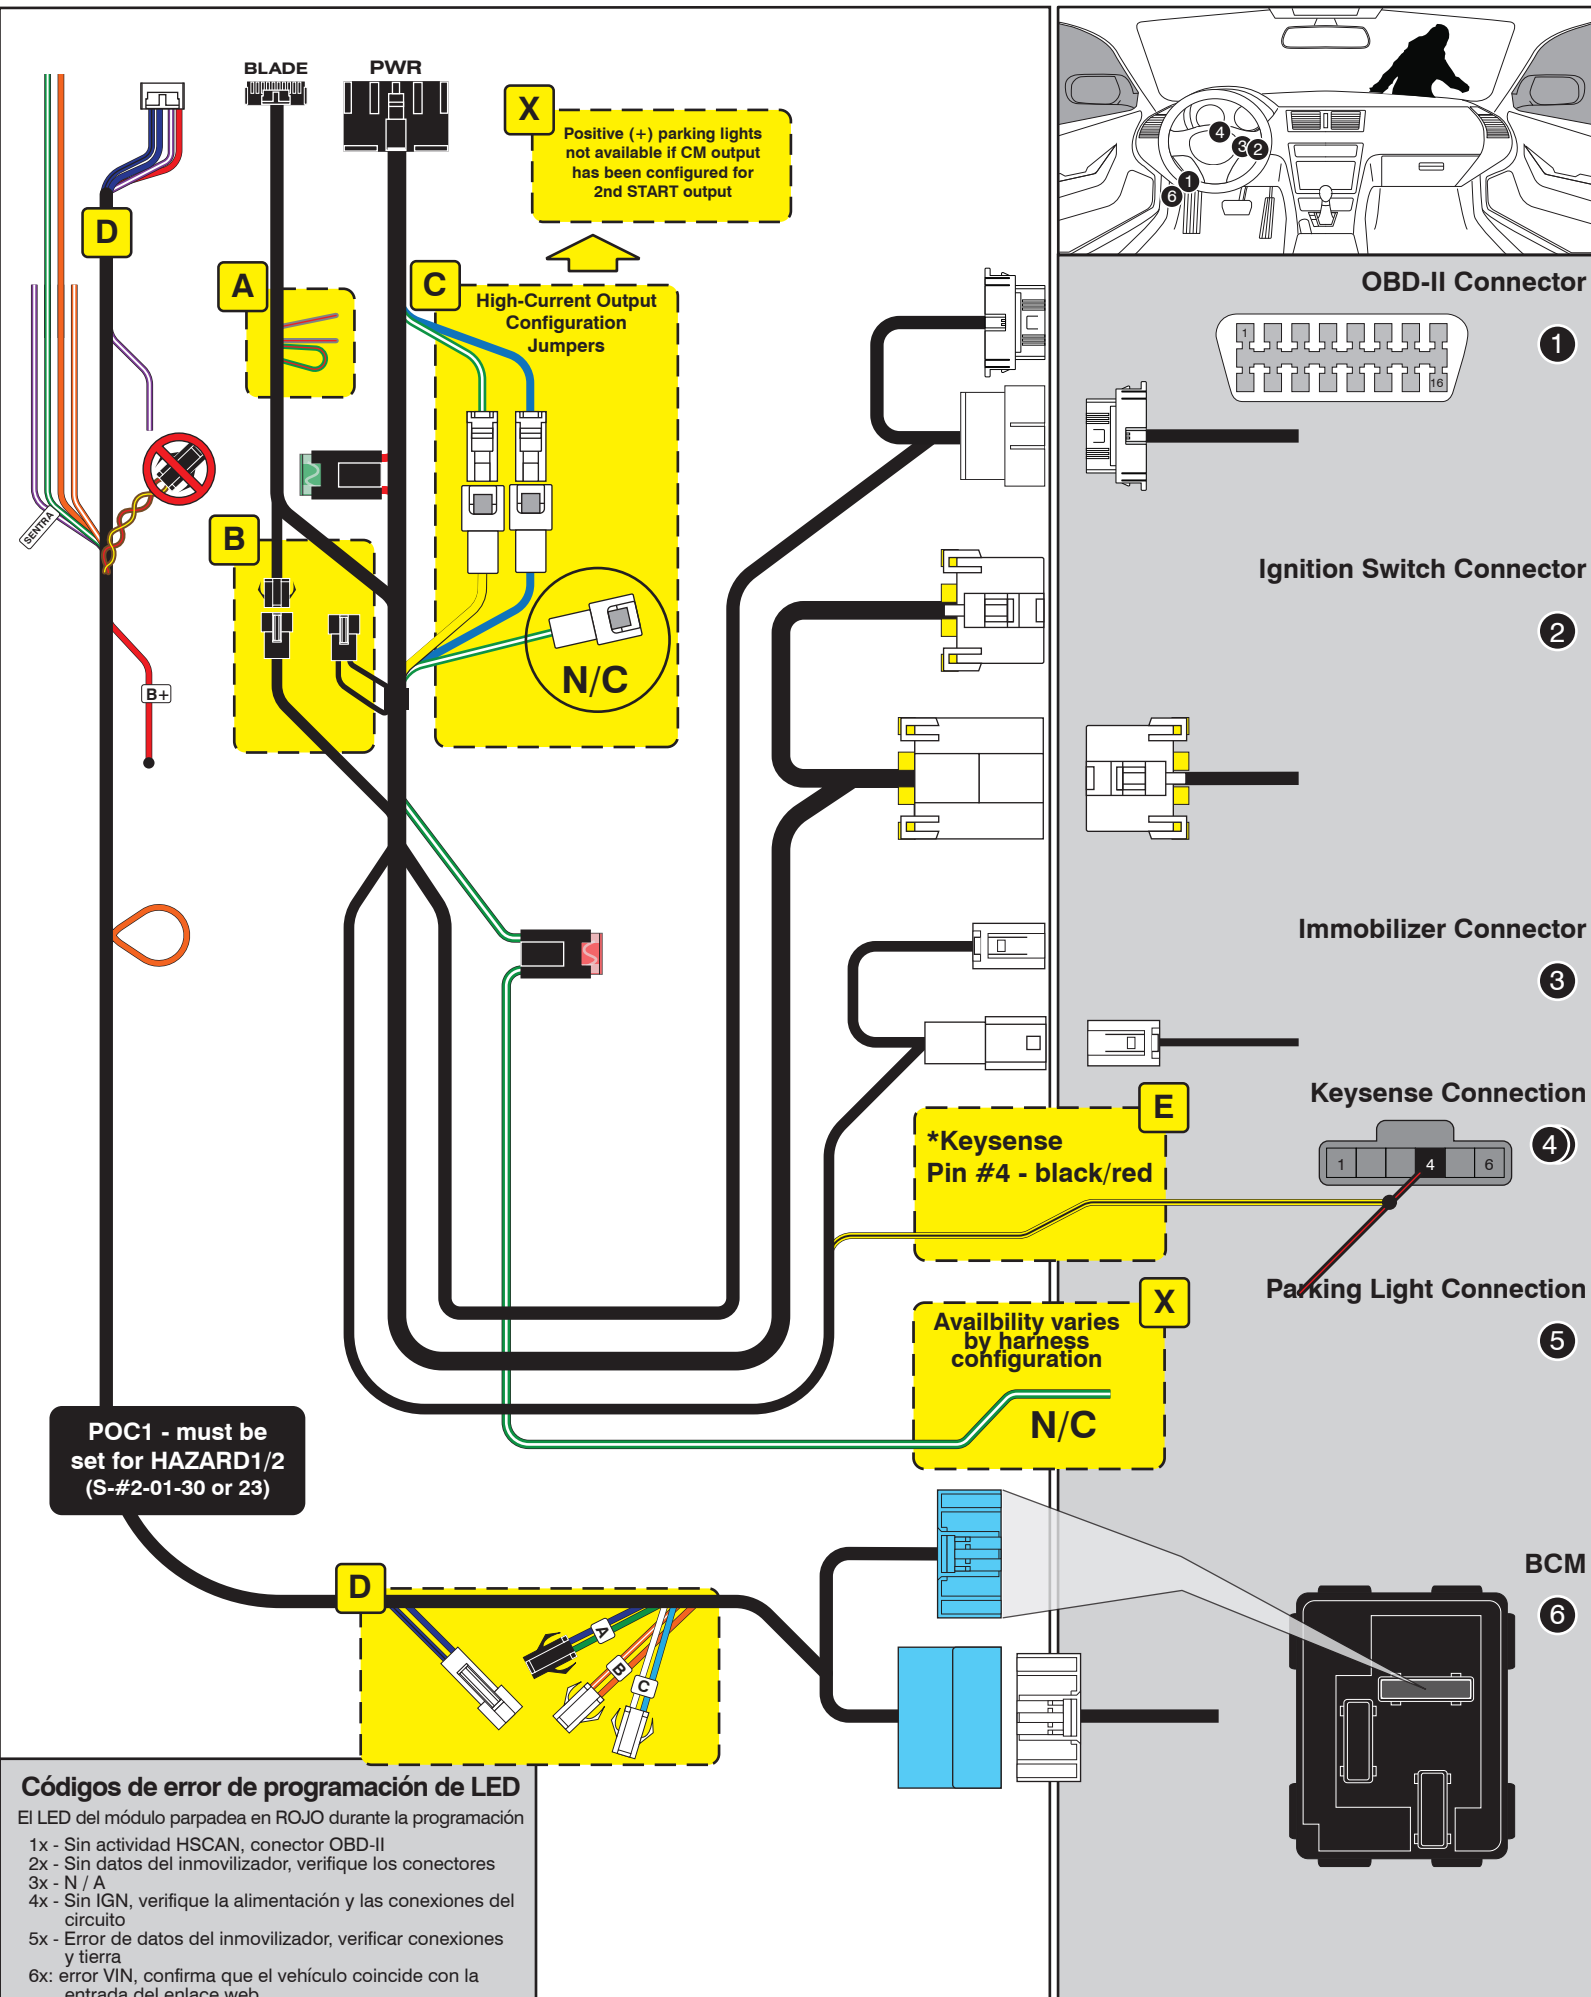 BLADE
PWR
X
Positive (+) parking lights
not available if CM output
has been configured for
2nd START output
4
3
2
1
6
D
A
C
High-Current Output
Configuration
Jumpers
OBD-II Connector
1
1
16
SENTRA
B
Ignition Switch Connector
2
N/C
B+
Immobilizer Connector
3
Keysense Connection
E
*Keysense
Pin #4 - black/red
4
1
4
6
Parking Light Connection
X
Availbility varies
by harness
configuration
N/C
5
POC1 - must be
set for HAZARD1/2
(S-#2-01-30 or 23)
BCM
6
D
A
B
C
Códigos de error de programación de LED
El LED del módulo parpadea en ROJO durante la programación
1x - Sin actividad HSCAN, conector OBD-II
2x - Sin datos del inmovilizador, verifique los conectores
3x - N / A
4x - Sin IGN, verifique la alimentación y las conexiones del
circuito
5x - Error de datos del inmovilizador, verificar conexiones
y tierra
6x: error VIN, confirma que el vehículo coincide con la
entrada del enlace web